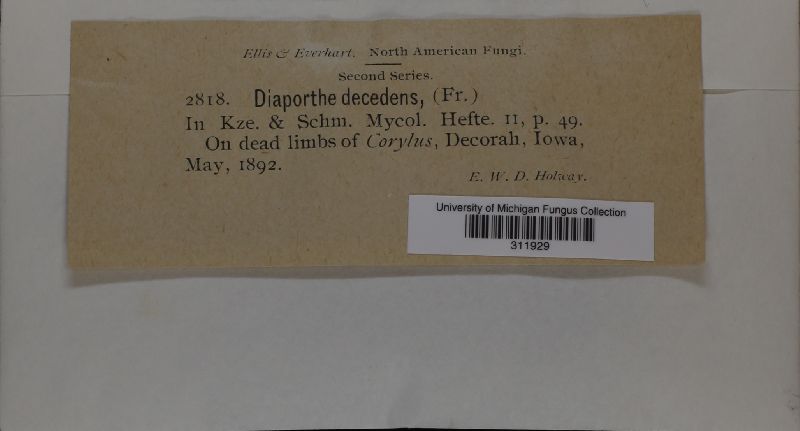 Ellis & Everhart. North American Fungi.
Second Series.
2818. Diaporthe decedens, (Fr.)
In Kze. & Schm. Mycol. Hefte. II, p. 49.
On dead limbs of Corylus, Decorah, Iowa,
May, 1892.
E. W. D. Holway.
University of Michigan Fungus Collection
311929